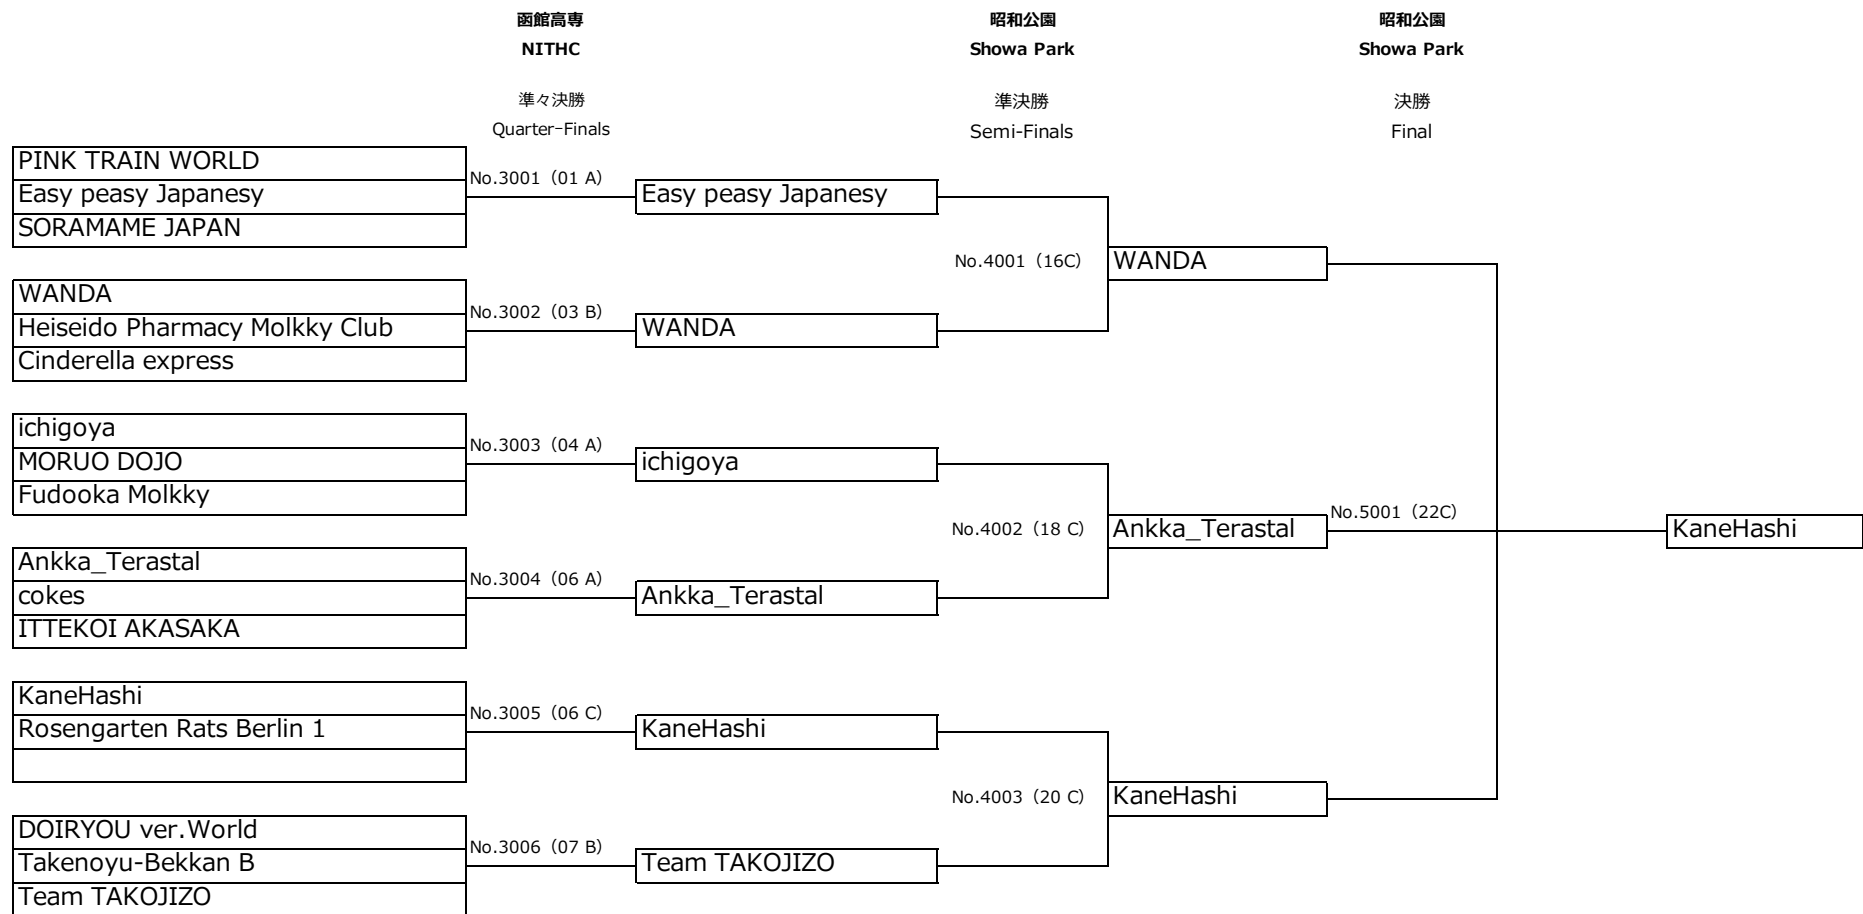 函館高専
昭和公園
昭和公園
NITHC
Showa Park
Showa Park
準々決勝
準決勝
決勝
Quarter-Finals
Semi-Finals
Final
PINK TRAIN WORLD
No.3001（01 A）
Easy peasy Japanesy
Easy peasy Japanesy
SORAMAME JAPAN
No.4001（16C）
WANDA
WANDA
No.3002（03 B）
Heiseido Pharmacy Molkky Club
WANDA
Cinderella express
ichigoya
No.3003（04 A）
MORUO DOJO
ichigoya
Fudooka Molkky
No.4002（18 C）
Ankka_Terastal
No.5001（22C）
KaneHashi
Ankka_Terastal
No.3004（06 A）
cokes
Ankka_Terastal
ITTEKOI AKASAKA
KaneHashi
No.3005（06 C）
Rosengarten Rats Berlin 1
KaneHashi
No.4003（20 C）
KaneHashi
DOIRYOU ver.World
No.3006（07 B）
Takenoyu-Bekkan B
Team TAKOJIZO
Team TAKOJIZO